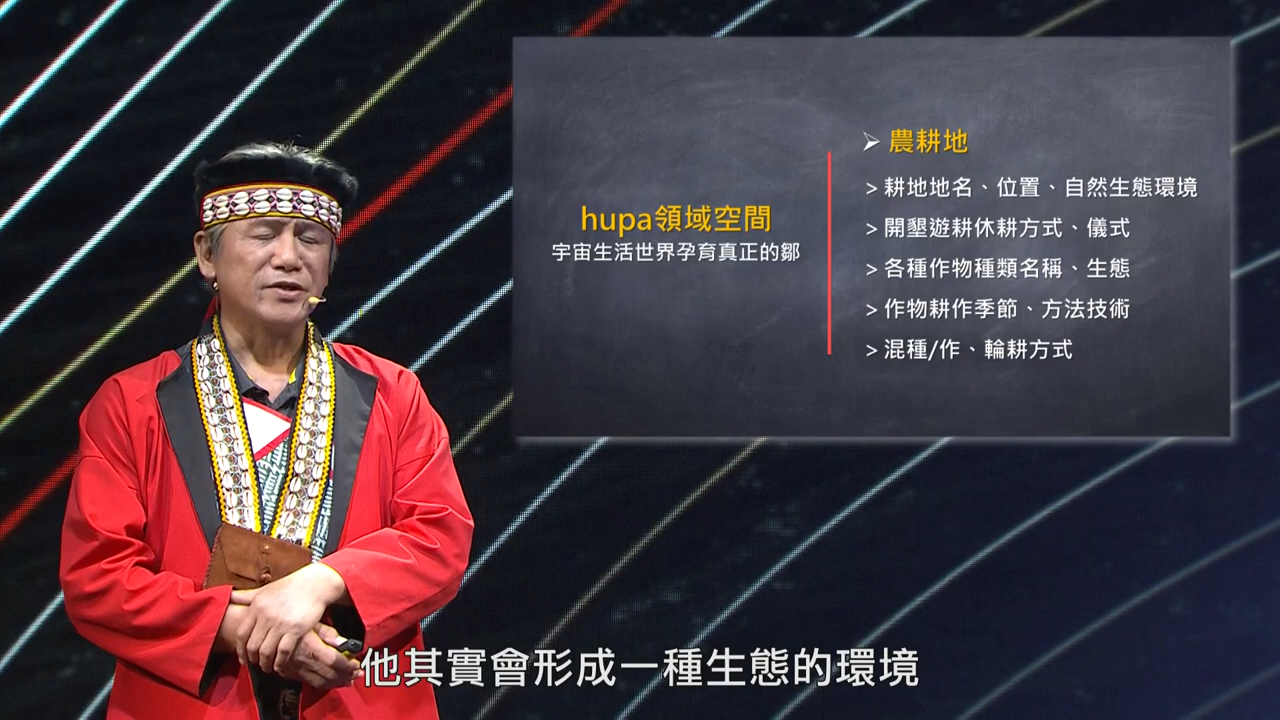 hupa領域空間
宇宙生活世界孕育真正的鄒
➢ 農耕地
> 耕地地名、位置、自然生態環境
> 開墾遊耕休耕方式、儀式
> 各種作物種類名稱、生態
> 作物耕作季節、方法技術
> 混種/作、輪耕方式
他其實會形成一種生態的環境